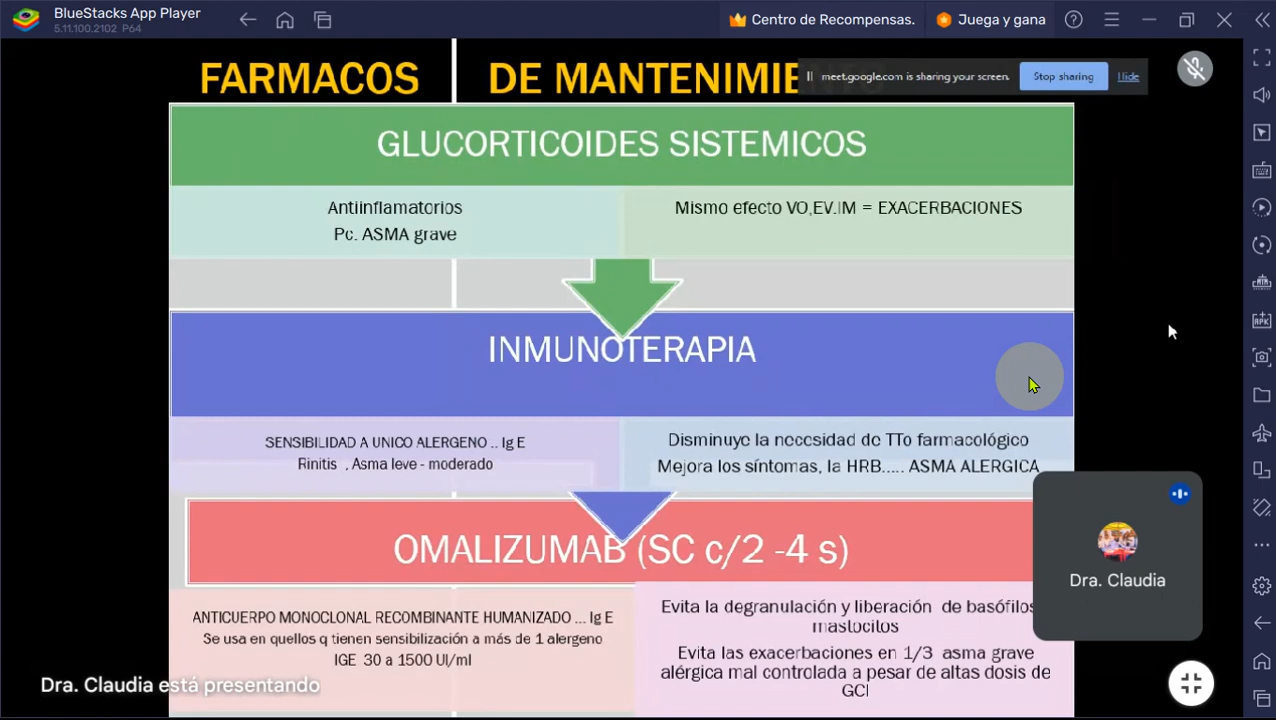 BlueStacks App Player
5.11.100.2102 P64
Centro de Recompensas.
Juega y gana
FARMACOS DE MANTENIMIE
meet.google.com is sharing your screen.
Stop sharing
Hide
GLUCORTICOIDES SISTEMICOS
Antiinflamatorios
Pc. ASMA grave
Mismo efecto VO,EV.IM = EXACERBACIONES
INMUNOTERAPIA
SENSIBILIDAD A UNICO ALERGENO .. Ig E
Rinitis , Asma leve - moderado
Disminuye la necesidad de TTo farmacológico
Mejora los síntomas, la HRB..... ASMA ALERGICA
OMALIZUMAB (SC c/2 -4 s)
ANTICUERPO MONOCLONAL RECOMBINANTE HUMANIZADO ... Ig E
Se usa en quellos q tienen sensibilización a más de 1 alergeno
IGE 30 a 1500 UI/ml
Evita la degranulación y liberación de basófilos
mastocitos
Evita las exacerbaciones en 1/3 asma grave
alérgica mal controlada a pesar de altas dosis de
GCI
Dra. Claudia
Dra. Claudia está presentando